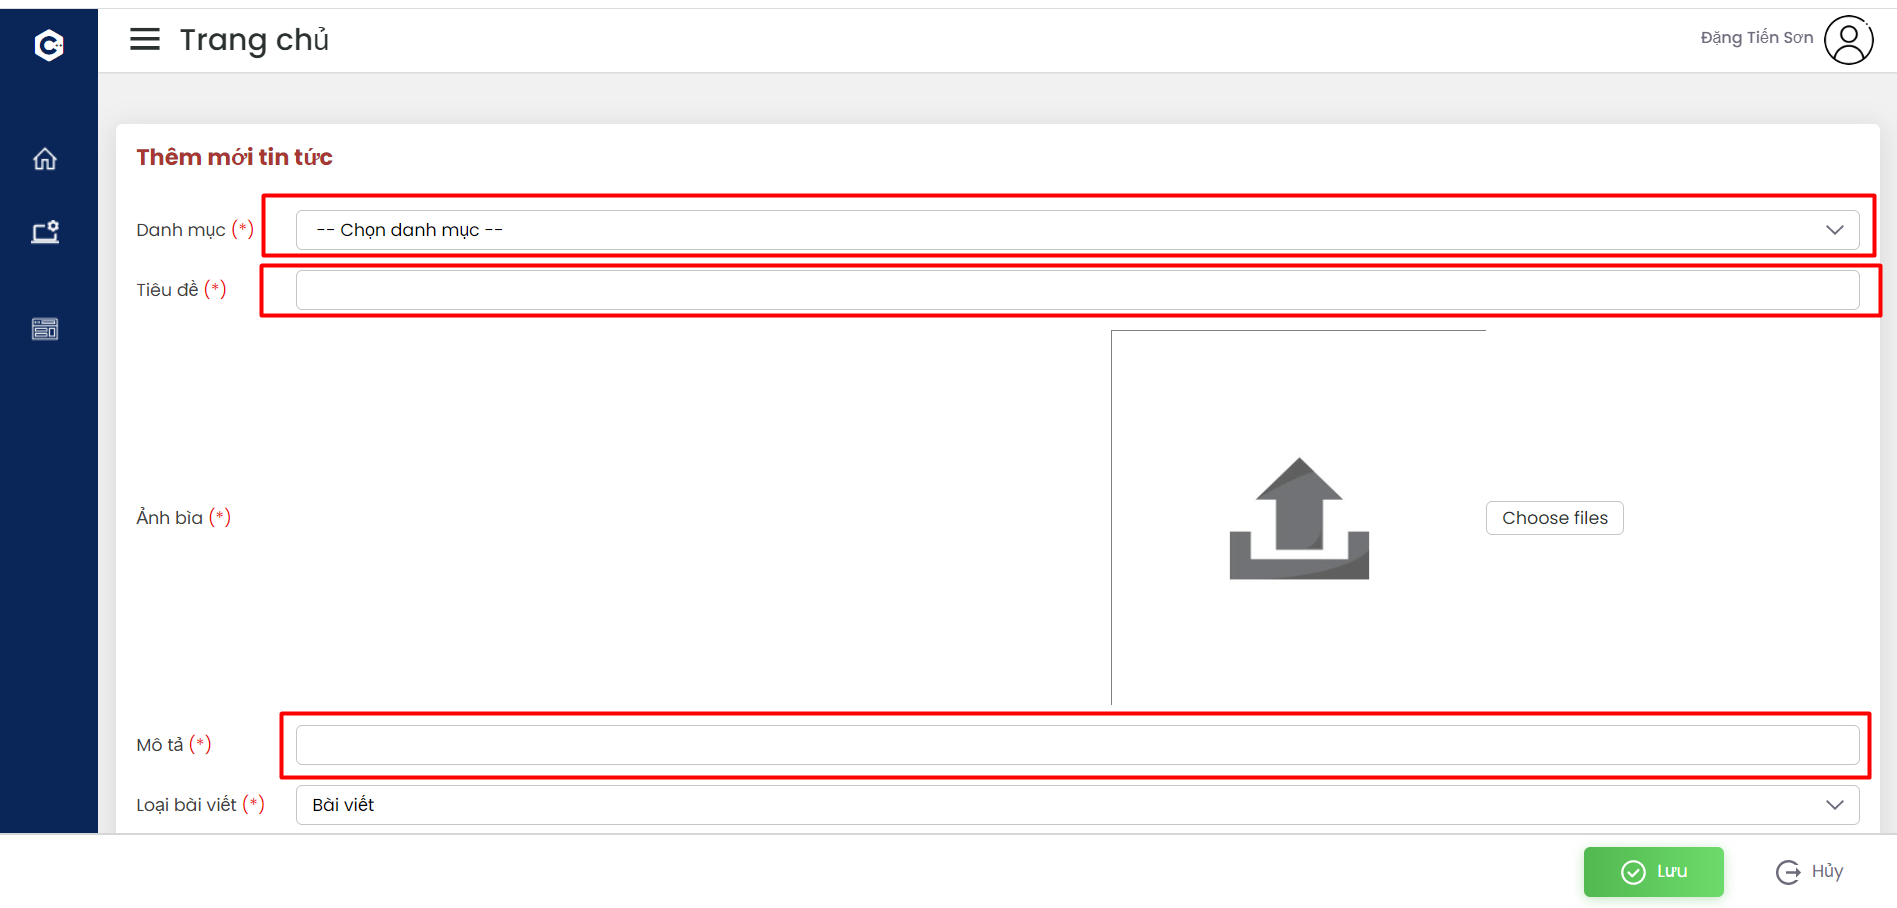 Trang chủ
Đặng Tiến Sơn
Thêm mới tin tức
Danh mục (*)
-- Chọn danh mục --
Tiêu đề (*)
Ảnh bìa (*)
Choose files
Mô tả (*)
Loại bài viết (*)
Bài viết
Lưu
Hủy